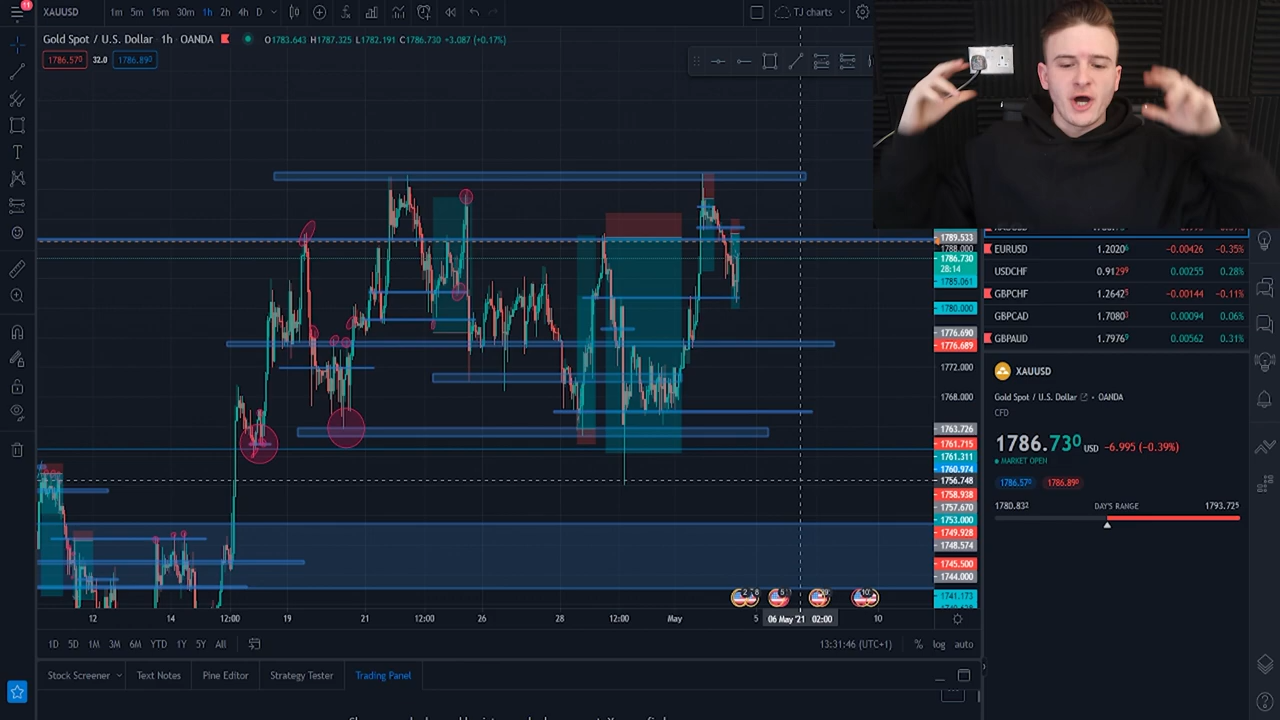 11
XAUUSD
1m 5m 15m 30m 1h 2h 4h D
TJ charts
Gold Spot / U.S. Dollar · 1h · OANDA
O1783.643 H1787.325 L1782.191 C1786.730 +3.087 (+0.17%)
1786.570 32.0 1786.890
1789.533
1788.000
1786.730
28:14
1785.061
1780.000
1776.690
1776.689
1772.000
1768.000
1763.726
1761.715
1761.311
1760.974
1756.748
1758.938
1757.670
1753.000
1749.928
1748.574
1745.500
1744.000
1741.173
EURUSD 1.2020 −0.00426 −0.35%
USDCHF 0.9129 0.00255 0.28%
GBPCHF 1.2642 −0.00144 −0.11%
GBPCAD 1.7080 0.00094 0.06%
GBPAUD 1.7976 0.00562 0.31%
XAUUSD
Gold Spot / U.S. Dollar · OANDA
CFD
1786.730 USD −6.995 (−0.39%)
MARKET OPEN
1786.570 1786.890
1780.832 DAY'S RANGE 1793.725
12 14 12:00 19 12:00 21 12:00 26 28 12:00 May 5 06 May '21 02:00 10
1D 5D 1M 3M 6M YTD 1Y 5Y All
13:31:46 (UTC+1) % log auto
Stock Screener Text Notes Pine Editor Strategy Tester Trading Panel